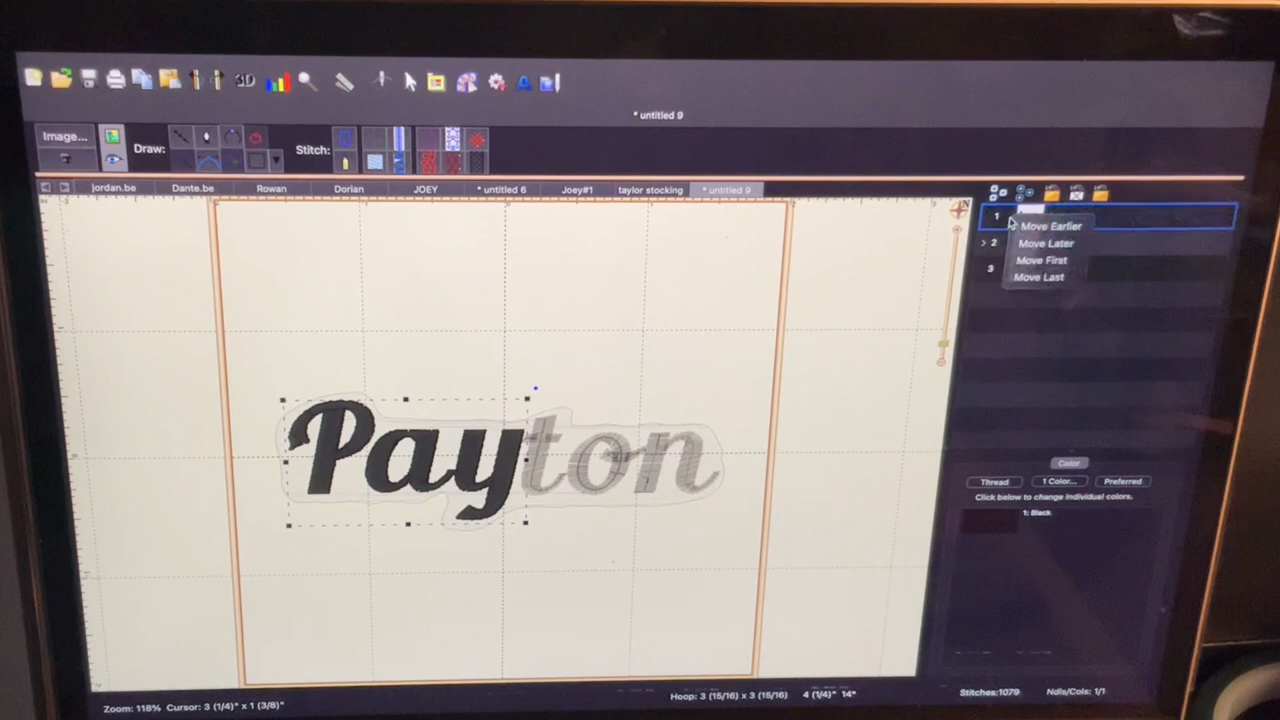 3D
* untitled 9
Image...
Draw:
Stitch:
jordan.be
Dante.be
Rowan
Dorian
JOEY
* untitled 6
Joey#1
taylor stocking
* untitled 9
N
1
Move Earlier
2
Move Later
Move First
3
Move Last
Payton
Color
Thread
1 Color...
Preferred
Click below to change individual colors.
1: Black
Zoom: 118% Cursor: 3 (1/4)" x 1 (3/8)"
Hoop: 3 (15/16) x 3 (15/16)
4 (1/4)" 14°
Stitches:1079
Ndls/Cols: 1/1